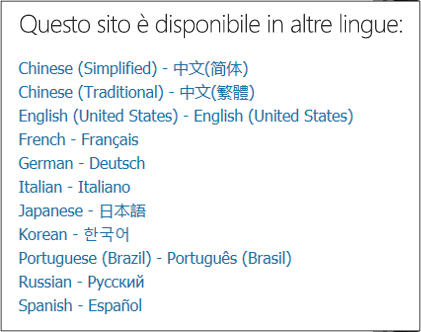 Questo sito è disponibile in altre lingue:
Chinese (Simplified) - 中文(简体)
Chinese (Traditional) - 中文(繁體)
English (United States) - English (United States)
French - Français
German - Deutsch
Italian - Italiano
Japanese - 日本語
Korean - 한국어
Portuguese (Brazil) - Português (Brasil)
Russian - Русский
Spanish - Español